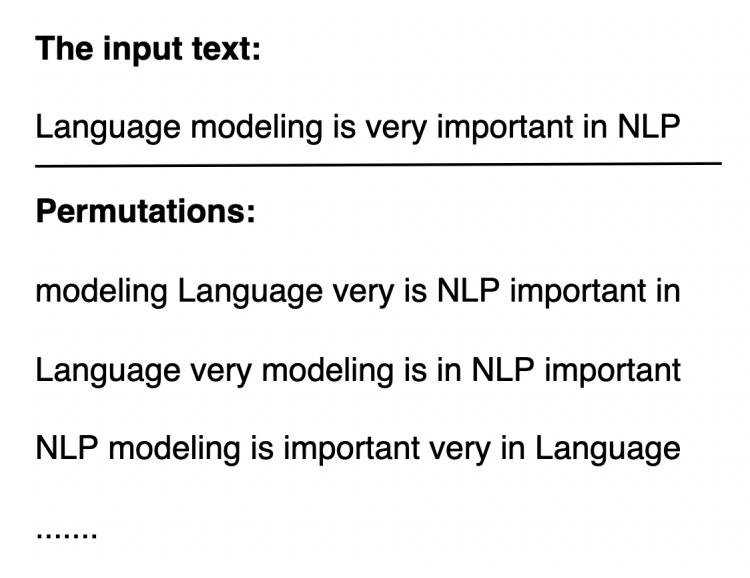 The input text:
Language modeling is very important in NLP
Permutations:
modeling Language very is NLP important in
Language very modeling is in NLP important
NLP modeling is important very in Language
.......